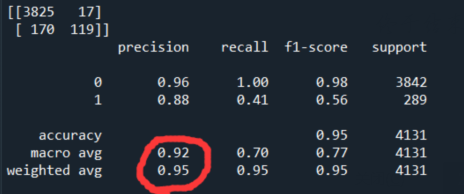 [[3825 17]
[ 170 119]]
precision recall f1-score support
0 0.96 1.00 0.98 3842
1 0.88 0.41 0.56 289
accuracy 0.95 4131
macro avg 0.92 0.70 0.77 4131
weighted avg 0.95 0.95 0.95 4131